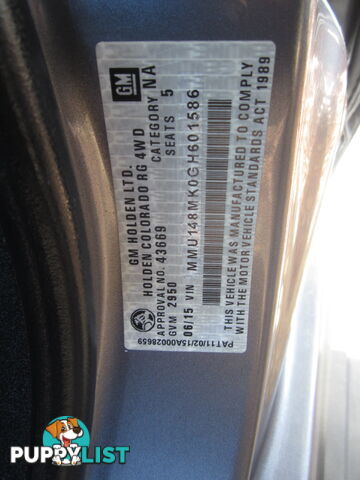 GM
GM HOLDEN LTD.
HOLDEN COLORADO RG 4WD
APPROVAL NO. 43669 CATEGORY NA
GVM 2950 SEATS 5
06/15 VIN MMU148MK0GH601586
THIS VEHICLE WAS MANUFACTURED TO COMPLY
WITH THE MOTOR VEHICLE STANDARDS ACT 1989
PAT11/02/15A00028659
PUPPYLIST